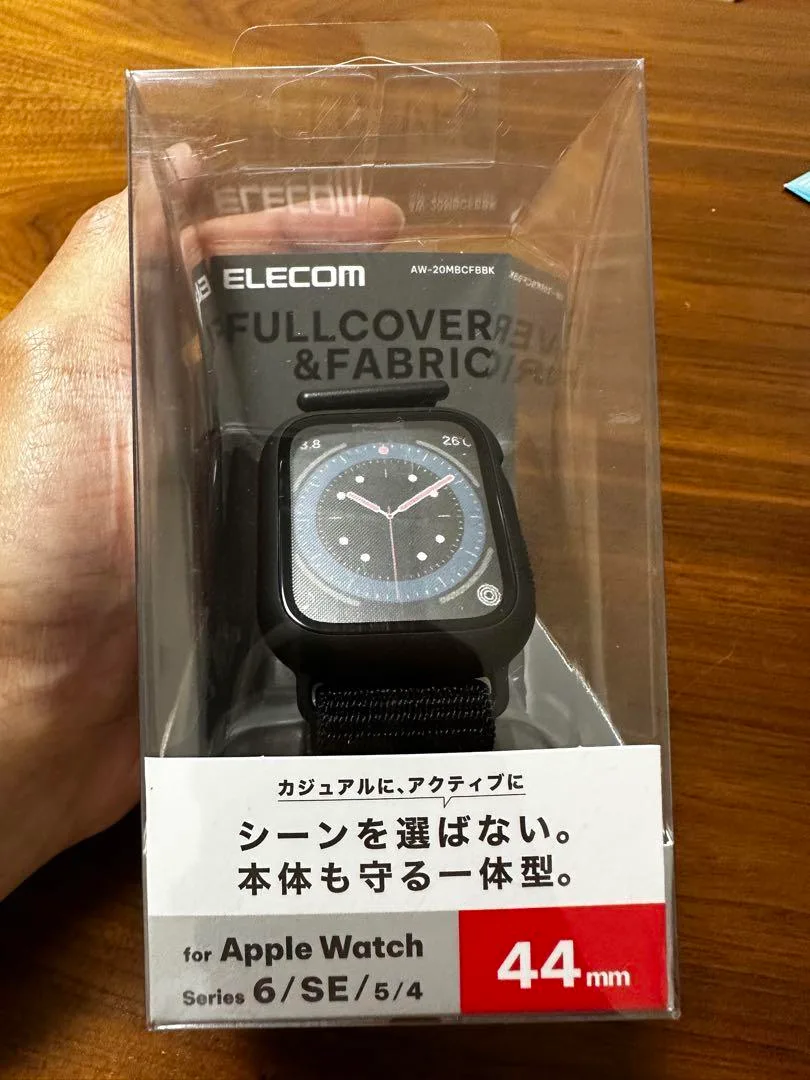 ELECOM
AW-20MBCFBBK
FULLCOVER
&FABRIC
26°C
カジュアルに、アクティブに
シーンを選ばない。
本体も守る一体型。
for Apple Watch
Series 6/SE/5/4
44mm